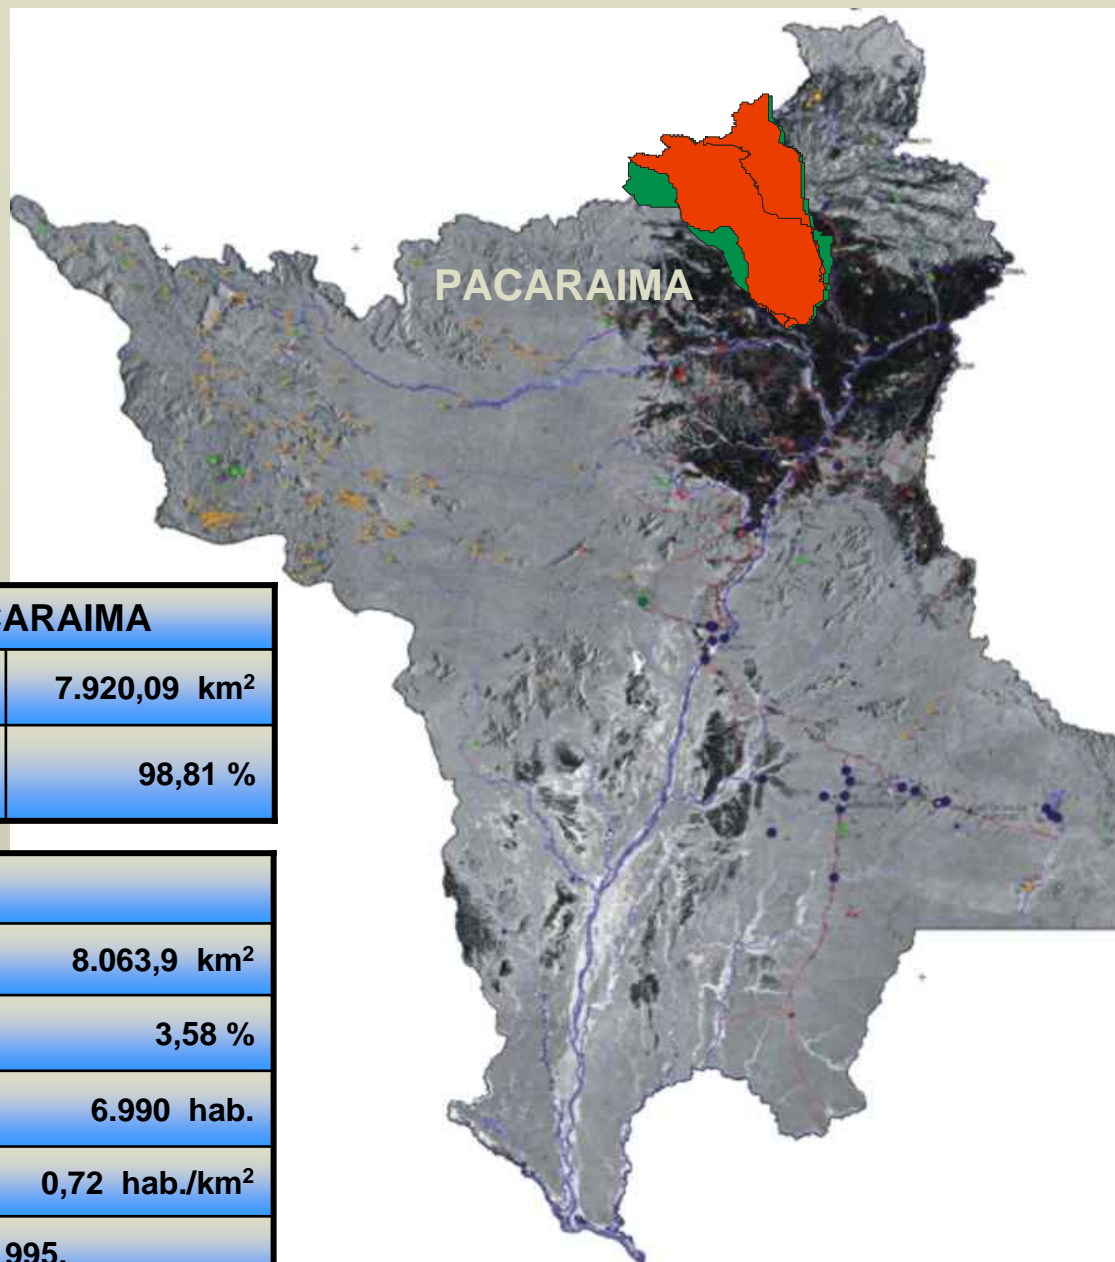 PACARAIMA
CARAIMA
7.920,09 km²
98,81 %
8.063,9 km²
3,58 %
6.990 hab.
0,72 hab./km²
995.